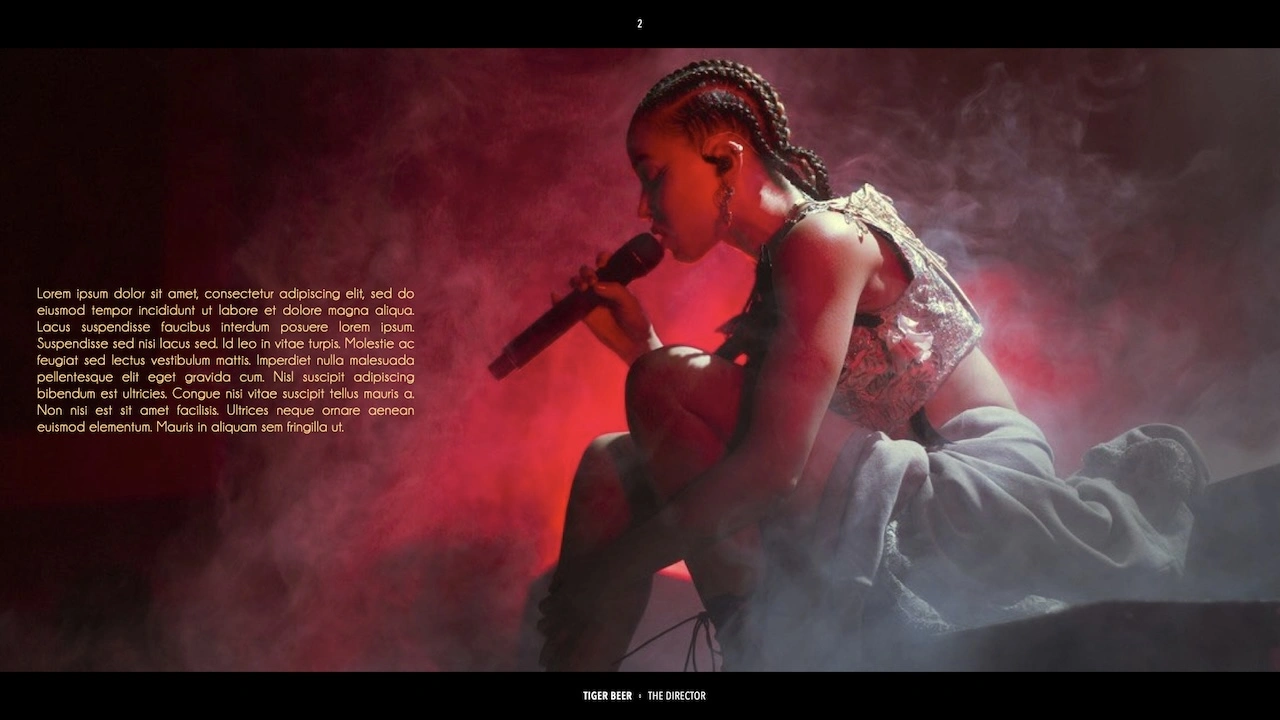 2
Lorem ipsum dolor sit amet, consectetur adipiscing elit, sed do
eiusmod tempor incididunt ut labore et dolore magna aliqua.
Lacus suspendisse faucibus interdum posuere lorem ipsum.
Suspendisse sed nisi lacus sed. Id leo in vitae turpis. Molestie ac
feugiat sed lectus vestibulum mattis. Imperdiet nulla malesuada
pellentesque elit eget gravida cum. Nisl suscipit adipiscing
bibendum est ultricies. Congue nisi vitae suscipit tellus mauris a.
Non nisi est sit amet facilisis. Ultrices neque ornare aenean
euismod elementum. Mauris in aliquam sem fringilla ut.
TIGER BEER THE DIRECTOR